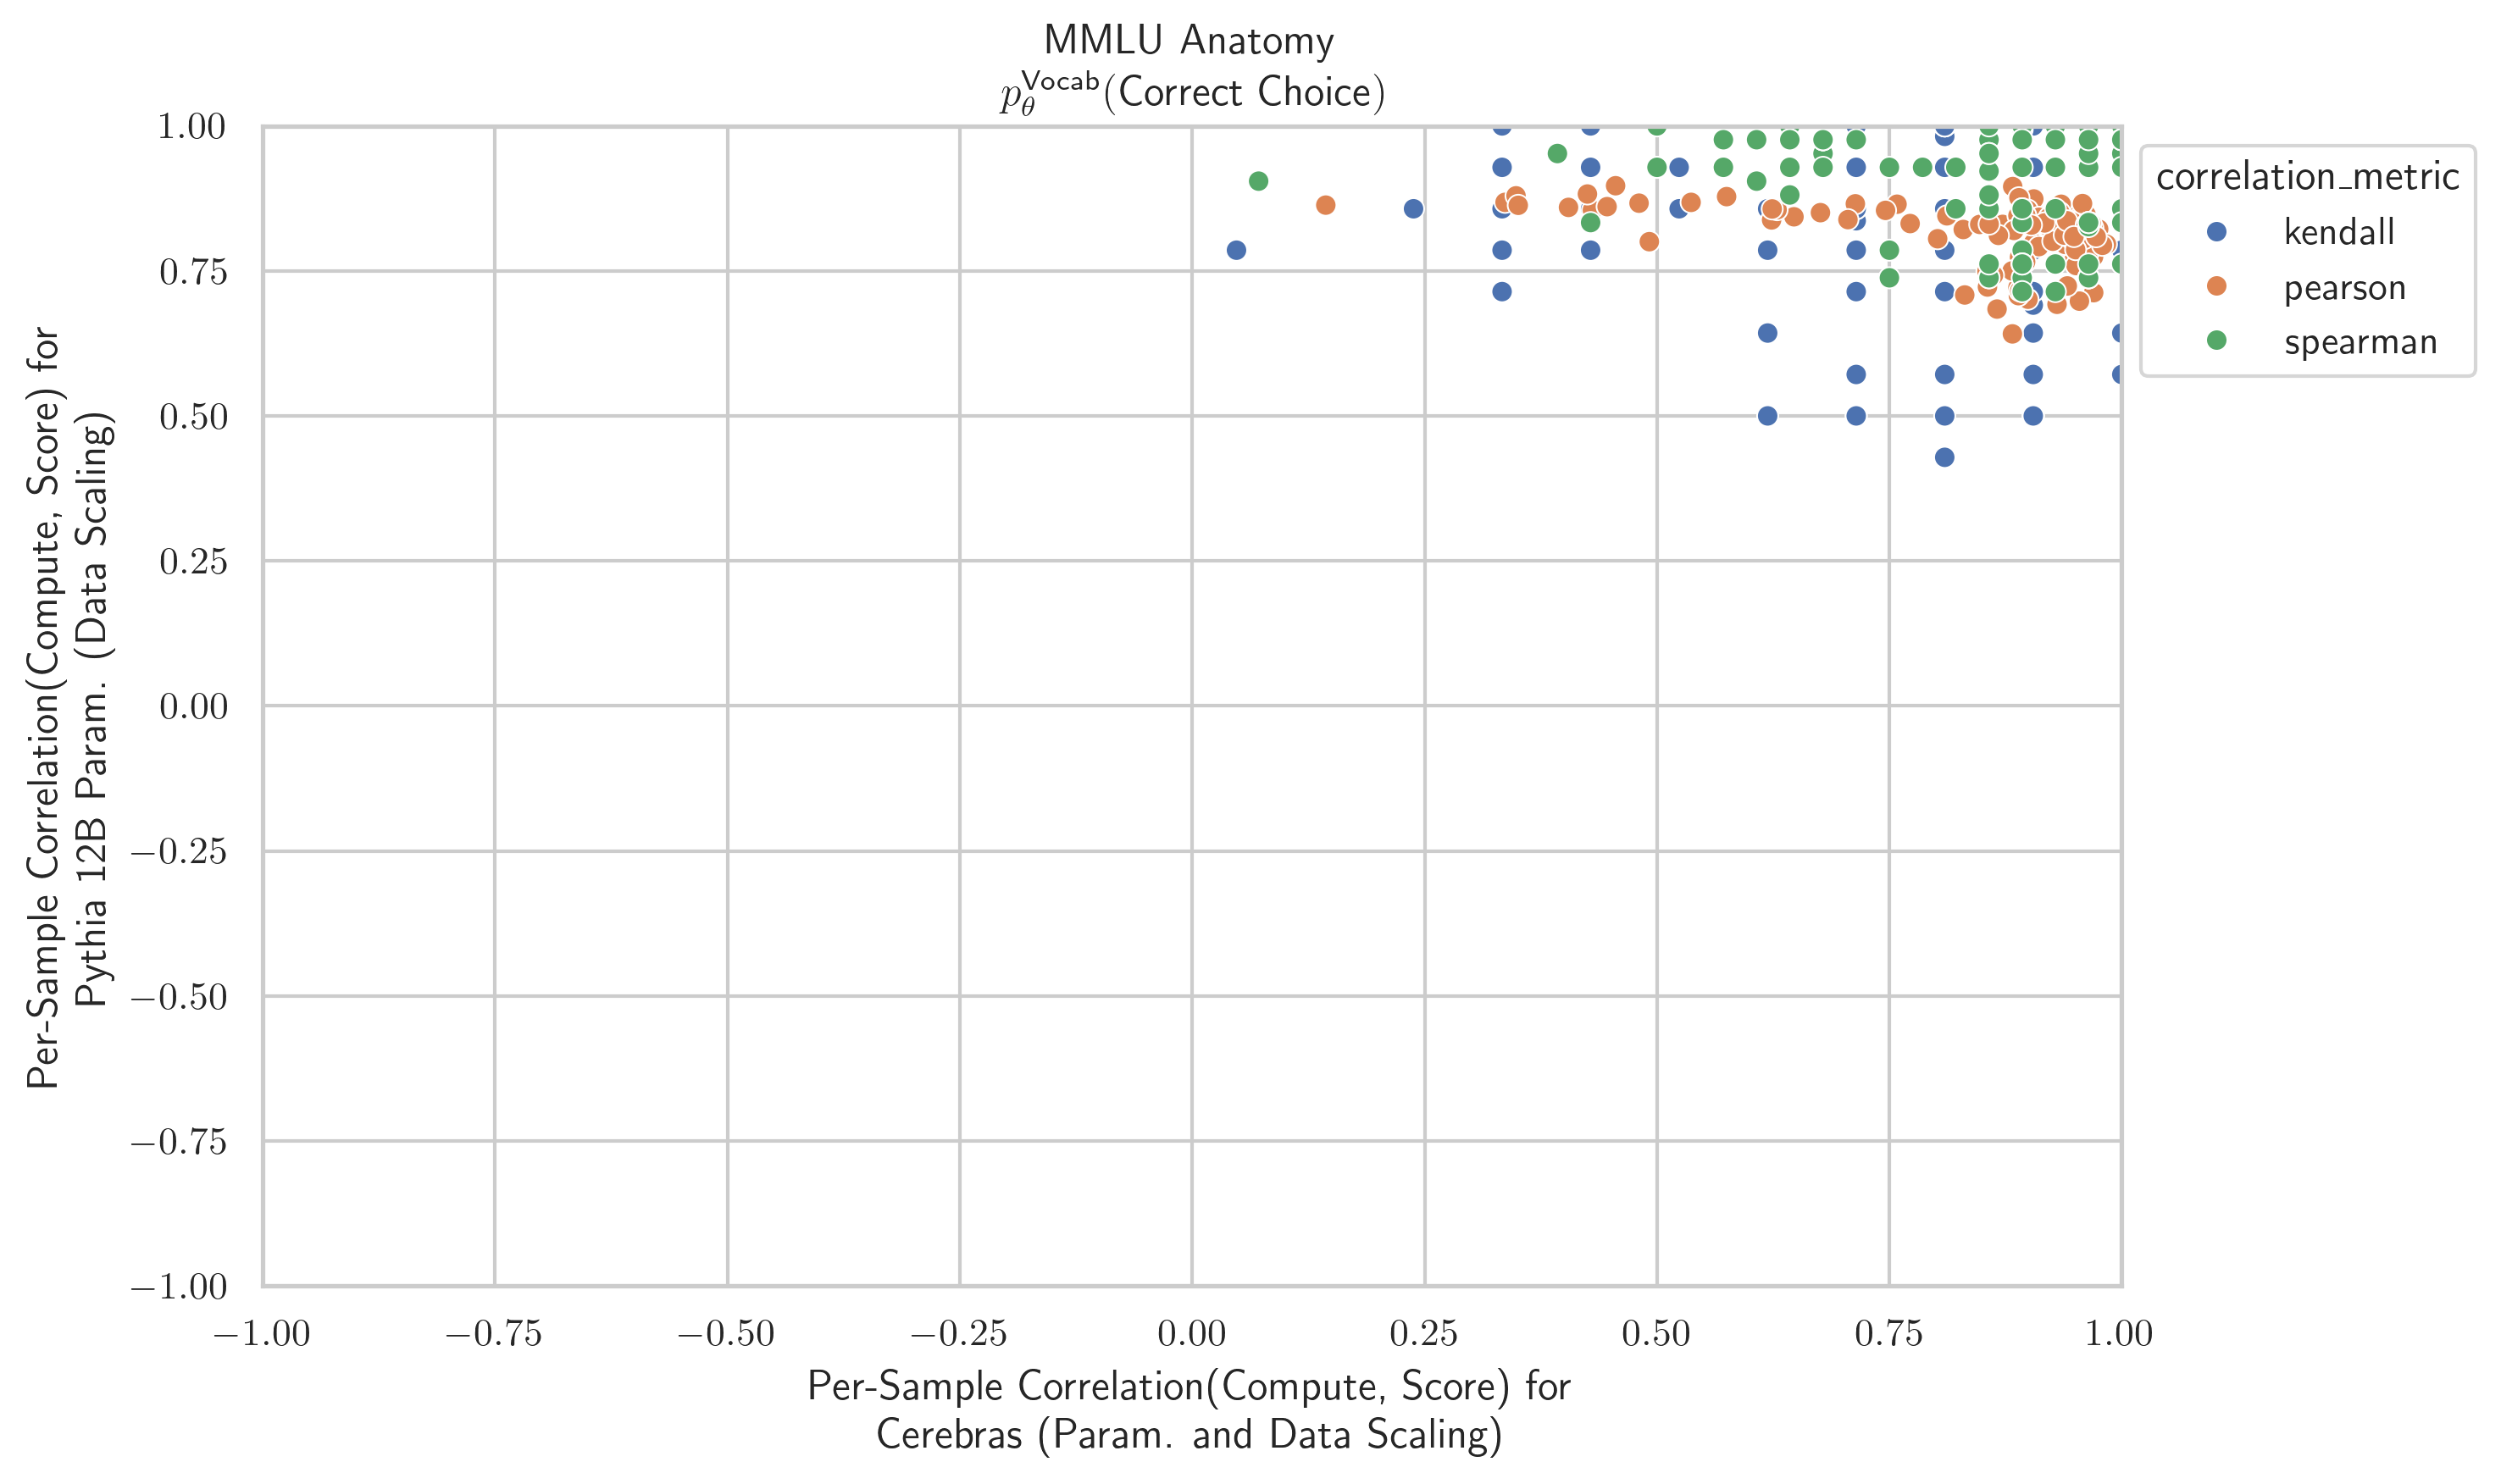 MMLU Anatomy
p_θ^Vocab(Correct Choice)
1.00
0.75
0.50
0.25
0.00
−0.25
−0.50
−0.75
−1.00
Per-Sample Correlation(Compute, Score) for
Pythia 12B Param. (Data Scaling)
correlation_metric
kendall
pearson
spearman
−1.00 −0.75 −0.50 −0.25 0.00 0.25 0.50 0.75 1.00
Per-Sample Correlation(Compute, Score) for
Cerebras (Param. and Data Scaling)